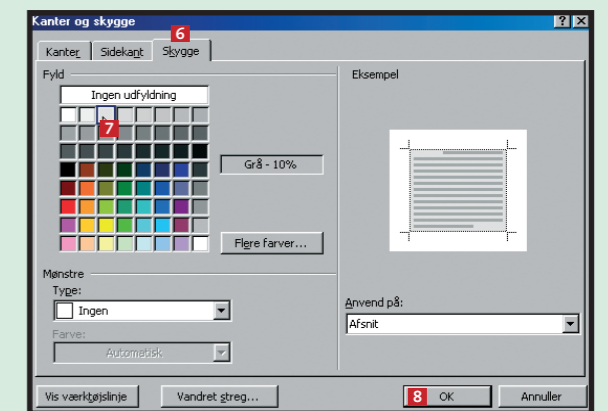 Kanter og skygge
6
Kanter Sidekant Skygge
Fyld
Ingen udfyldning
7
Grå - 10%
Flere farver...
Mønstre
Type:
Ingen
Farve:
Automatisk
Eksempel
Anvend på:
Afsnit
Vis værktøjslinje Vandret streg... 8 OK Annuller